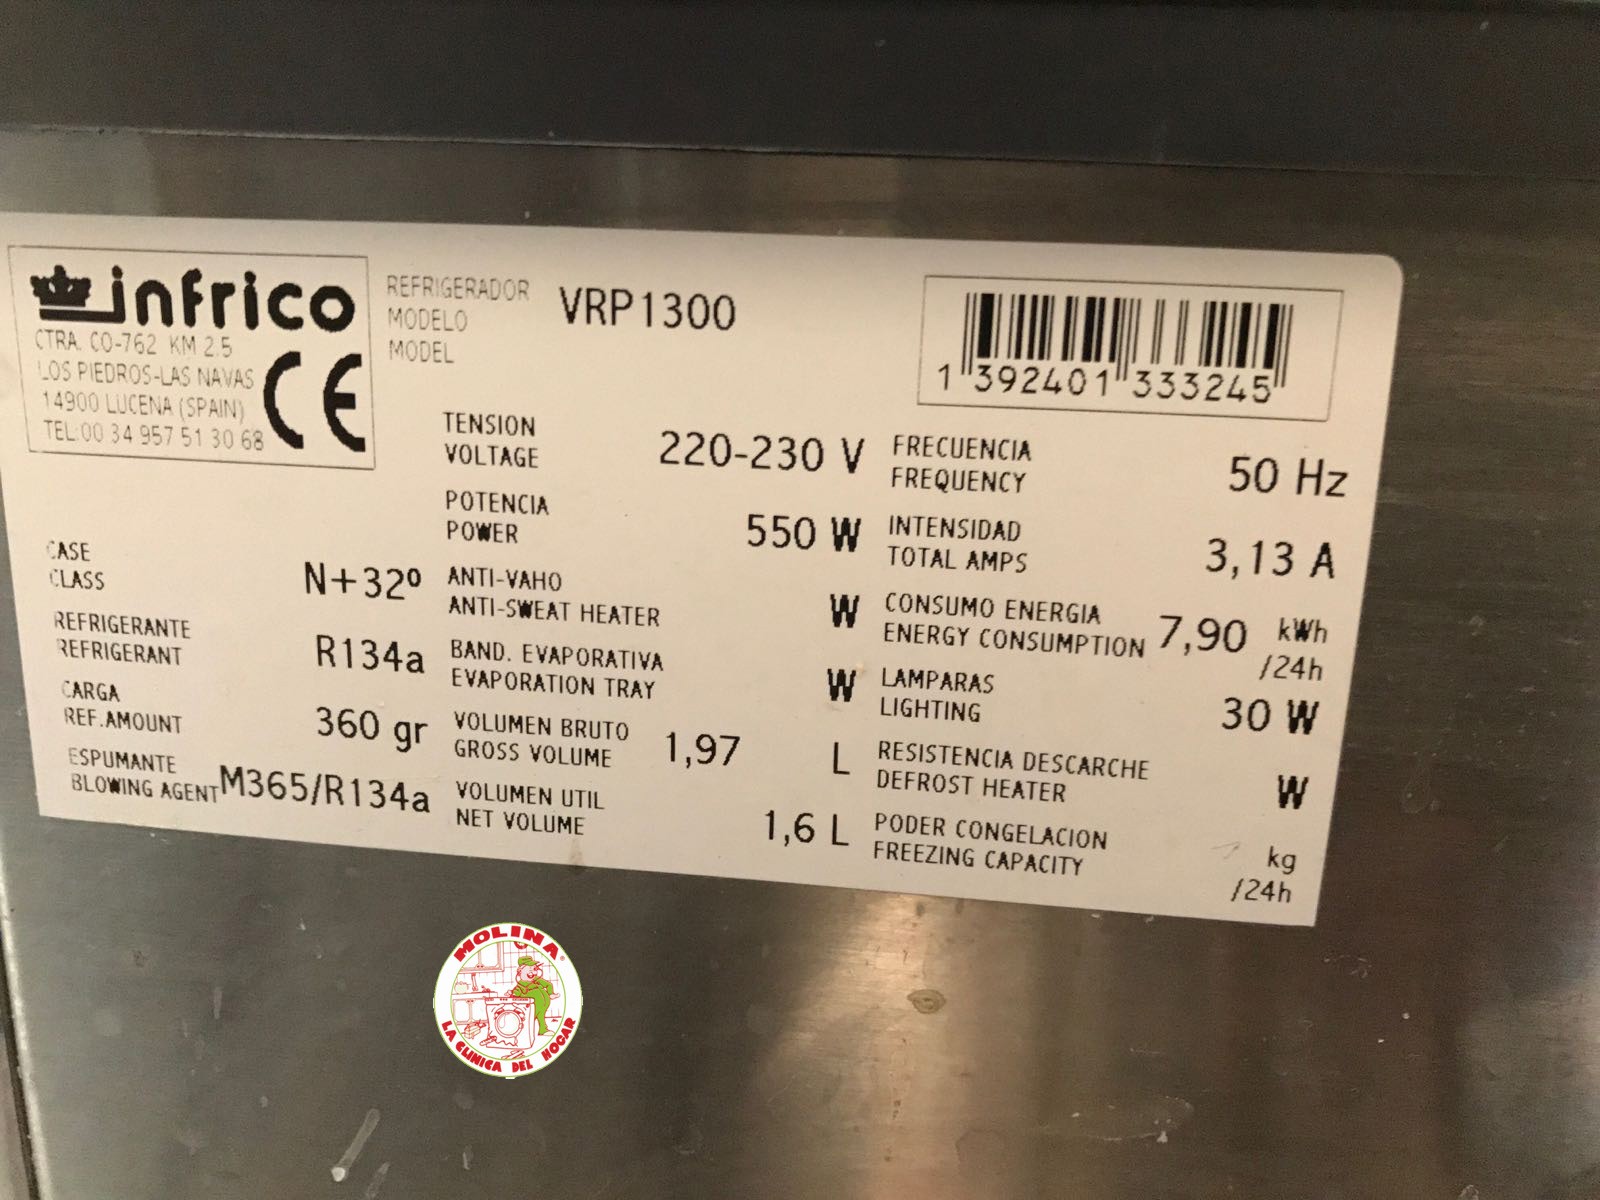 infrico
CTRA. CO-762 KM 2.5
LOS PIEDROS-LAS NAVAS
14900 LUCENA (SPAIN)
TEL:00 34 957 51 30 68
CE
REFRIGERADOR
MODELO
MODEL
VRP1300
1 392401 333245
TENSION
VOLTAGE
220-230 V
FRECUENCIA
FREQUENCY
50 Hz
POTENCIA
POWER
550 W
INTENSIDAD
TOTAL AMPS
3,13 A
CASE
CLASS
N+32º
ANTI-VAHO
ANTI-SWEAT HEATER
W
CONSUMO ENERGIA
ENERGY CONSUMPTION
7,90 kWh
/24h
REFRIGERANTE
REFRIGERANT
R134a
BAND. EVAPORATIVA
EVAPORATION TRAY
W
LAMPARAS
LIGHTING
30 W
CARGA
REF.AMOUNT
360 gr
VOLUMEN BRUTO
GROSS VOLUME
1,97 L
RESISTENCIA DESCARCHE
DEFROST HEATER
W
ESPUMANTE
BLOWING AGENT
M365/R134a
VOLUMEN UTIL
NET VOLUME
1,6 L
PODER CONGELACION
FREEZING CAPACITY
kg
/24h
MOLINA
LA CLINICA DEL HOGAR